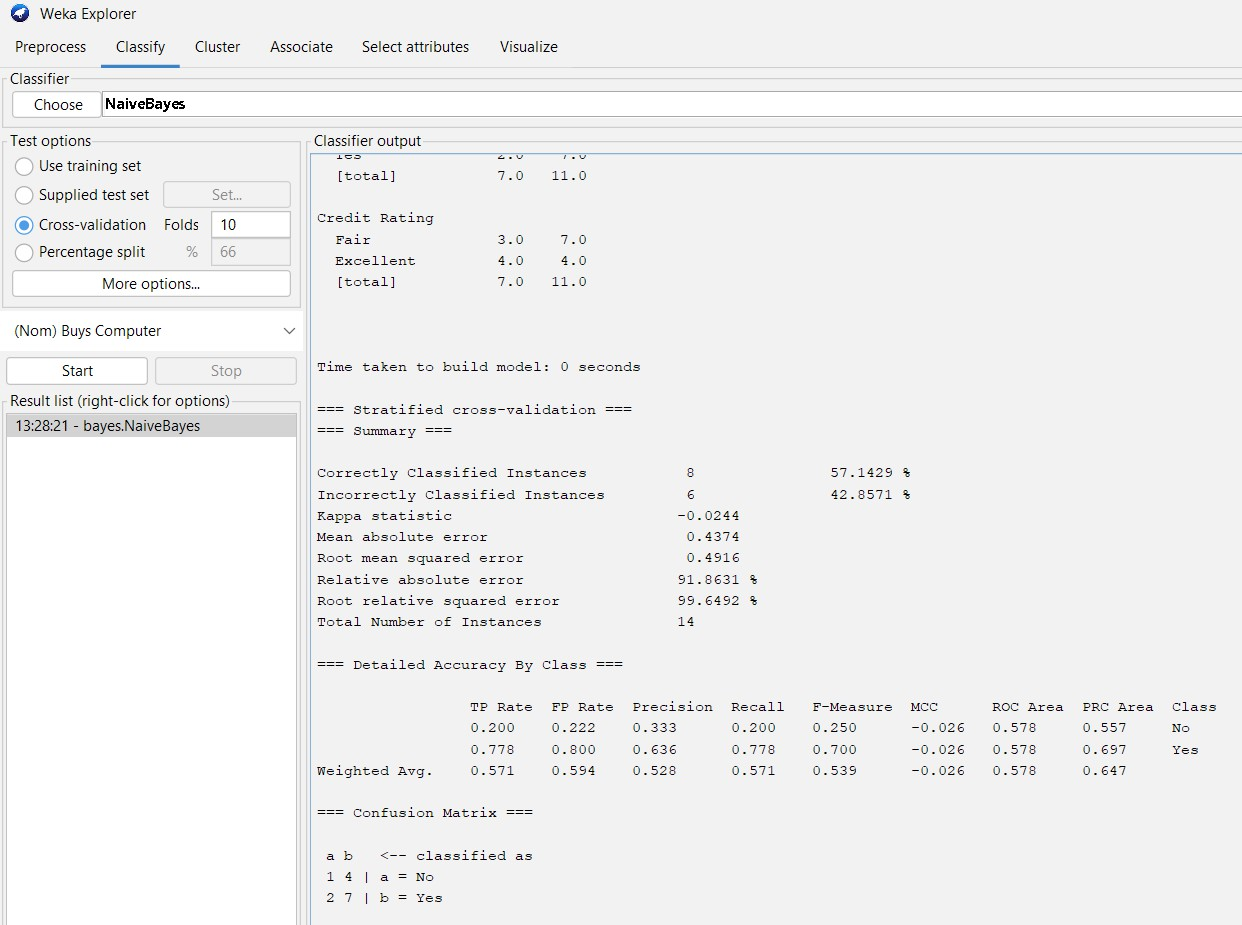 Weka Explorer
Preprocess Classify Cluster Associate Select attributes Visualize
Classifier
Choose NaiveBayes
Test options
Use training set
Supplied test set Set...
Cross-validation Folds 10
Percentage split % 66
More options...
(Nom) Buys Computer
Start Stop
Result list (right-click for options)
13:28:21 - bayes.NaiveBayes
Classifier output
Yes 2.0 7.0
[total] 7.0 11.0
Credit Rating
Fair 3.0 7.0
Excellent 4.0 4.0
[total] 7.0 11.0
Time taken to build model: 0 seconds
=== Stratified cross-validation ===
=== Summary ===
Correctly Classified Instances 8 57.1429 %
Incorrectly Classified Instances 6 42.8571 %
Kappa statistic -0.0244
Mean absolute error 0.4374
Root mean squared error 0.4916
Relative absolute error 91.8631 %
Root relative squared error 99.6492 %
Total Number of Instances 14
=== Detailed Accuracy By Class ===
TP Rate FP Rate Precision Recall F-Measure MCC ROC Area PRC Area Class
0.200 0.222 0.333 0.200 0.250 -0.026 0.578 0.557 No
0.778 0.800 0.636 0.778 0.700 -0.026 0.578 0.697 Yes
Weighted Avg. 0.571 0.594 0.528 0.571 0.539 -0.026 0.578 0.647
=== Confusion Matrix ===
a b <-- classified as
1 4 | a = No
2 7 | b = Yes